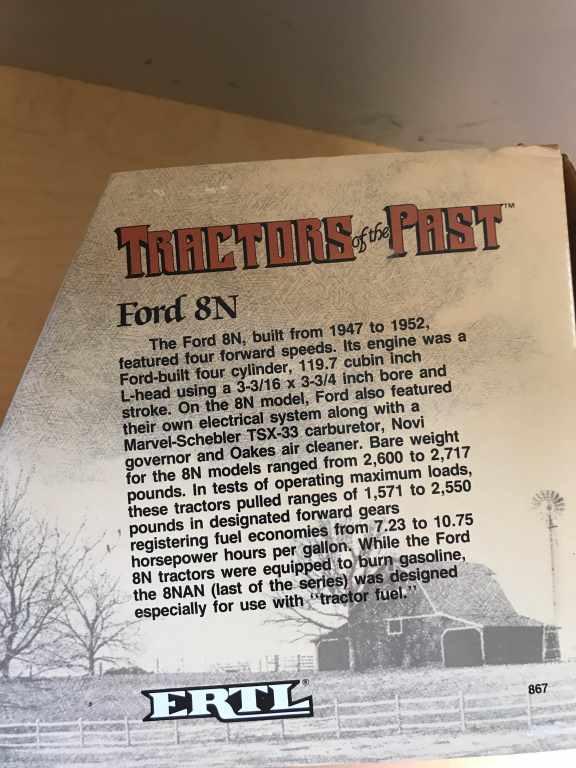 TRACTORS of the PAST™
Ford 8N
The Ford 8N, built from 1947 to 1952,
featured four forward speeds. Its engine was a
Ford-built four cylinder, 119.7 cubin inch
L-head using a 3-3/16 x 3-3/4 inch bore and
stroke. On the 8N model, Ford also featured
their own electrical system along with a
Marvel-Schebler TSX-33 carburetor, Novi
governor and Oakes air cleaner. Bare weight
for the 8N models ranged from 2,600 to 2,717
pounds. In tests of operating maximum loads,
these tractors pulled ranges of 1,571 to 2,550
pounds in designated forward gears
registering fuel economies from 7.23 to 10.75
horsepower hours per gallon. While the Ford
8N tractors were equipped to burn gasoline,
the 8NAN (last of the series) was designed
especially for use with "tractor fuel."
ERTL®
867